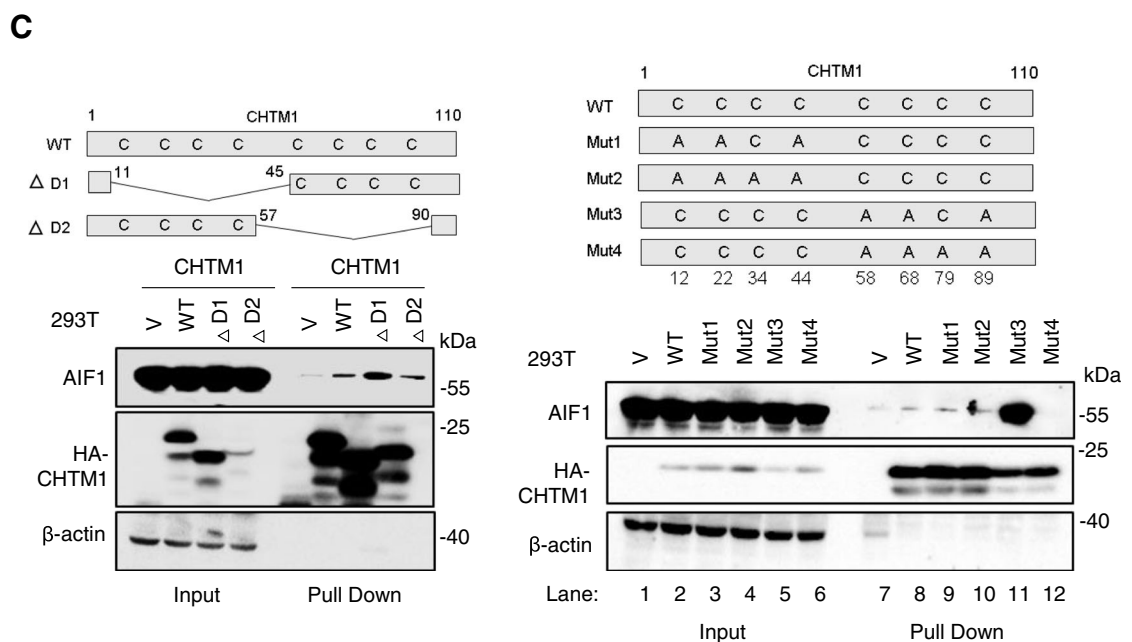 C
1 CHTM1 110
WT C C C C C C C C
△ D1 11 45 C C C C
△ D2 C C C C 57 90
CHTM1 CHTM1
293T V WT △ D1 △ D2 V WT △ D1 △ D2
kDa
AIF1 -55
-25
HA-
CHTM1
β-actin -40
Input Pull Down
1 CHTM1 110
WT C C C C C C C C
Mut1 A A C A C C C C
Mut2 A A A A C C C C
Mut3 C C C C A A C A
Mut4 C C C C A A A A
12 22 34 44 58 68 79 89
293T V WT Mut1 Mut2 Mut3 Mut4 V WT Mut1 Mut2 Mut3 Mut4
kDa
AIF1 -55
-25
HA-
CHTM1
-40
β-actin
Lane: 1 2 3 4 5 6 7 8 9 10 11 12
Input Pull Down